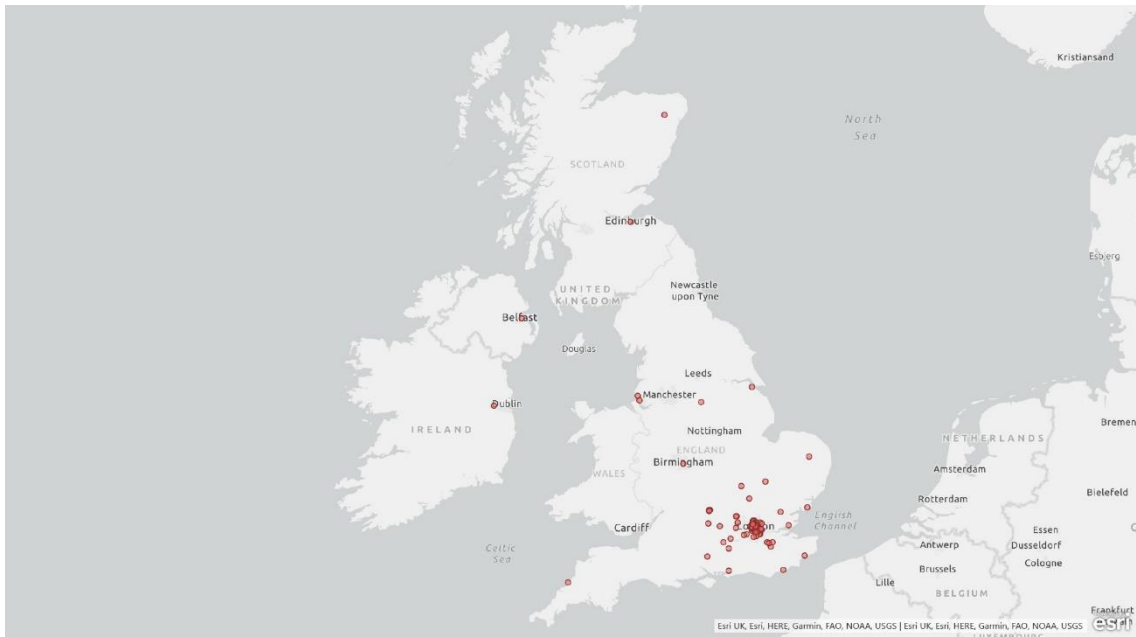 Kristiansand
North
Sea
SCOTLAND
Edinburgh
Esbjerg
UNITED
KINGDOM
Newcastle
upon Tyne
Belfast
Douglas
Leeds
Manchester
Dublin
IRELAND
Nottingham
ENGLAND
Birmingham
WALES
NETHERLANDS
Bremen
Amsterdam
Rotterdam
Bielefeld
English
Channel
Cardiff
London
Celtic
Sea
Essen
Antwerp
Dusseldorf
Brussels
Cologne
Lille
BELGIUM
Frankfurt
Esri UK, Esri, HERE, Garmin, FAO, NOAA, USGS | Esri UK, Esri, HERE, Garmin, FAO, NOAA, USGS
esri